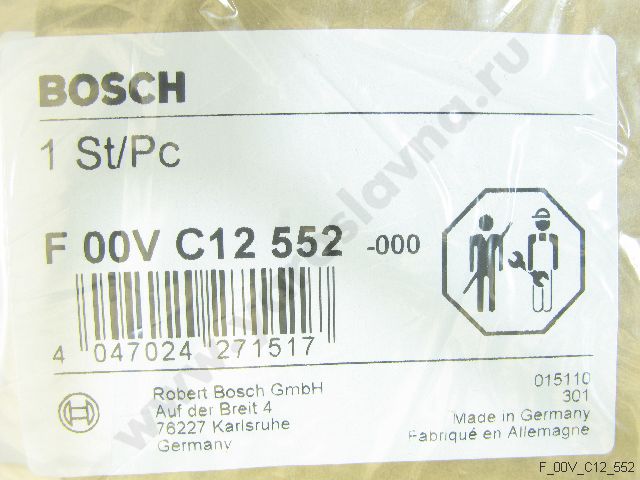 BOSCH
1 St/Pc
F 00V C12 552 -000
4 047024 271517
Robert Bosch GmbH
Auf der Breit 4
76227 Karlsruhe
Germany
015110
301
Made in Germany
Fabriqué en Allemagne
F_00V_C12_552